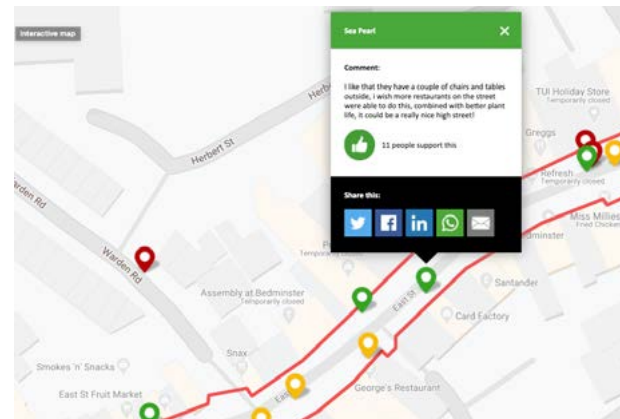 Interactive map
Sea Pearl
Comment:
I like that they have a couple of chairs and tables
outside, i wish more restaurants on the street
were able to do this, combined with better plant
life, it could be a really nice high street!
11 people support this
Share this:
TUI Holiday Store
Temporarily closed
Greggs
Refresh
Temporarily closed
Miss Millies
Fried Chicken
Herbert St
Warden Rd
Warden Rd
Assembly at Bedminster
Temporarily closed
Santander
East St
Card Factory
Snax
Smokes 'n' Snacks
East St Fruit Market
George's Restaurant